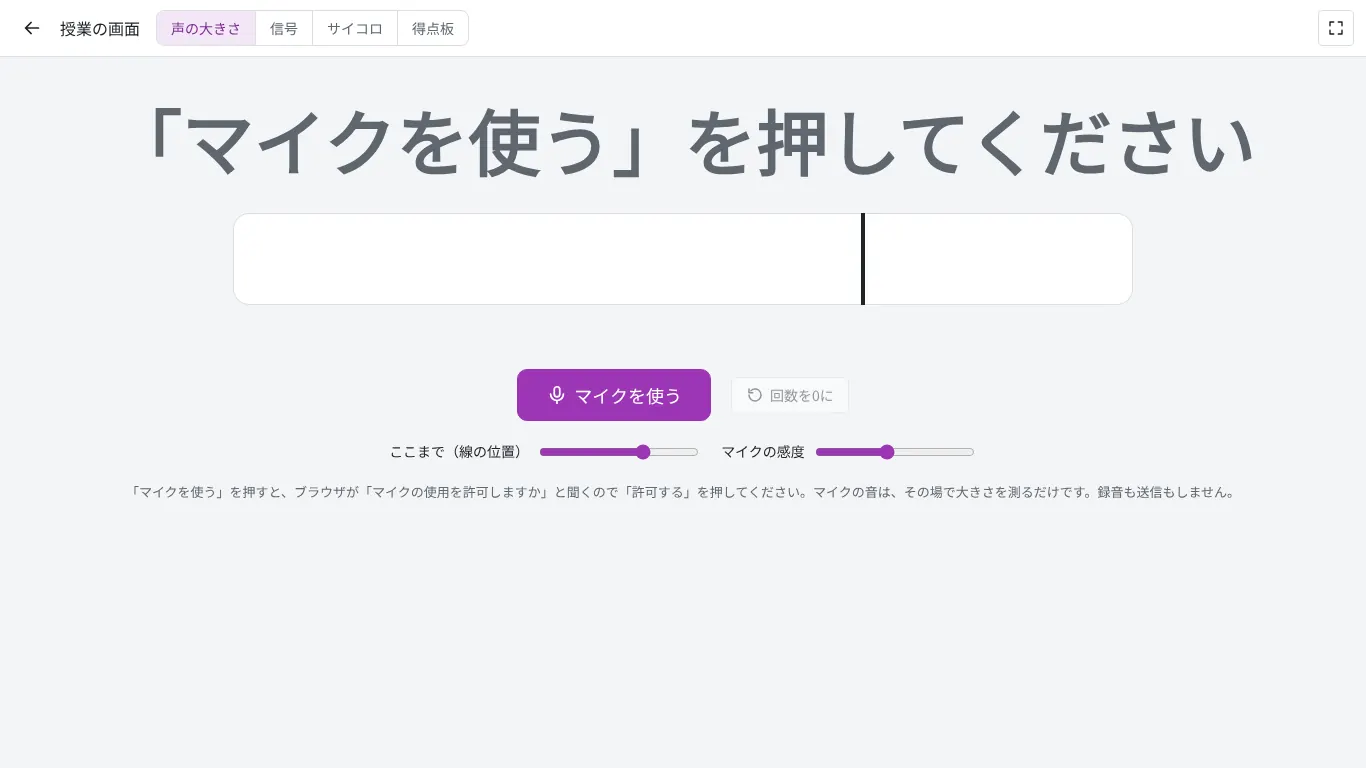 授業の画面
声の大きさ
信号
サイコロ
得点板
「マイクを使う」を押してください
マイクを使う
回数を0に
ここまで（線の位置）
マイクの感度
「マイクを使う」を押すと、ブラウザが「マイクの使用を許可しますか」と聞くので「許可する」を押してください。マイクの音は、その場で大きさを測るだけです。録音も送信もしません。